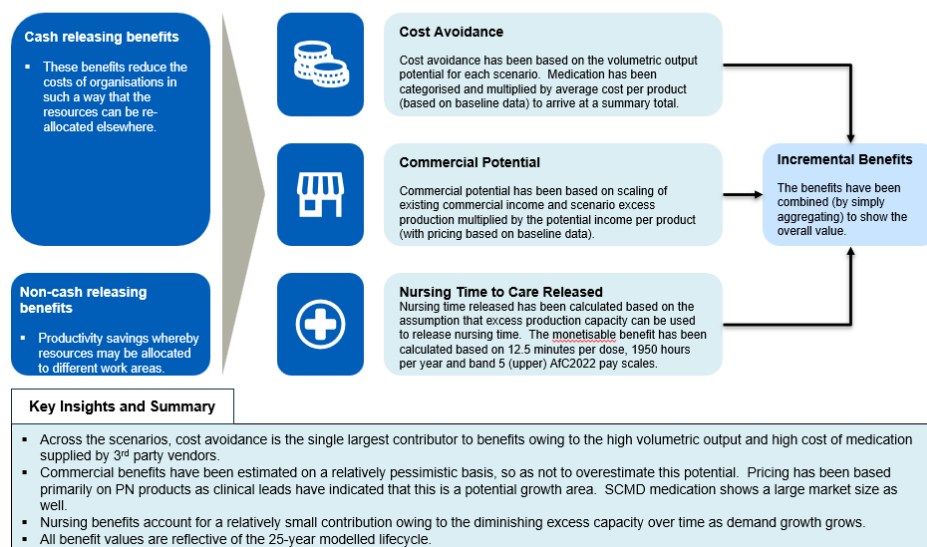 Cash releasing benefits
▪ These benefits reduce the
costs of organisations in
such a way that the
resources can be re-
allocated elsewhere.
Non-cash releasing
benefits
▪ Productivity savings whereby
resources may be allocated
to different work areas.
Cost Avoidance
Cost avoidance has been based on the volumetric output
potential for each scenario.  Medication has been
categorised and multiplied by average cost per product
(based on baseline data) to arrive at a summary total.
Commercial Potential
Commercial potential has been based on scaling of
existing commercial income and scenario excess
production multiplied by the potential income per product
(with pricing based on baseline data).
Nursing Time to Care Released
Nursing time released has been calculated based on the
assumption that excess production capacity can be used
to release nursing time.  The monetisable benefit has been
calculated based on 12.5 minutes per dose, 1950 hours
per year and band 5 (upper) AfC2022 pay scales.
Incremental Benefits
The benefits have been
combined (by simply
aggregating) to show the
overall value.
Key Insights and Summary
▪ Across the scenarios, cost avoidance is the single largest contributor to benefits owing to the high volumetric output and high cost of medication
supplied by 3rd party vendors.
▪ Commercial benefits have been estimated on a relatively pessimistic basis, so as not to overestimate this potential.  Pricing has been based
primarily on PN products as clinical leads have indicated that this is a potential growth area.  SCMD medication shows a large market size as
well.
▪ Nursing benefits account for a relatively small contribution owing to the diminishing excess capacity over time as demand growth grows.
▪ All benefit values are reflective of the 25-year modelled lifecycle.